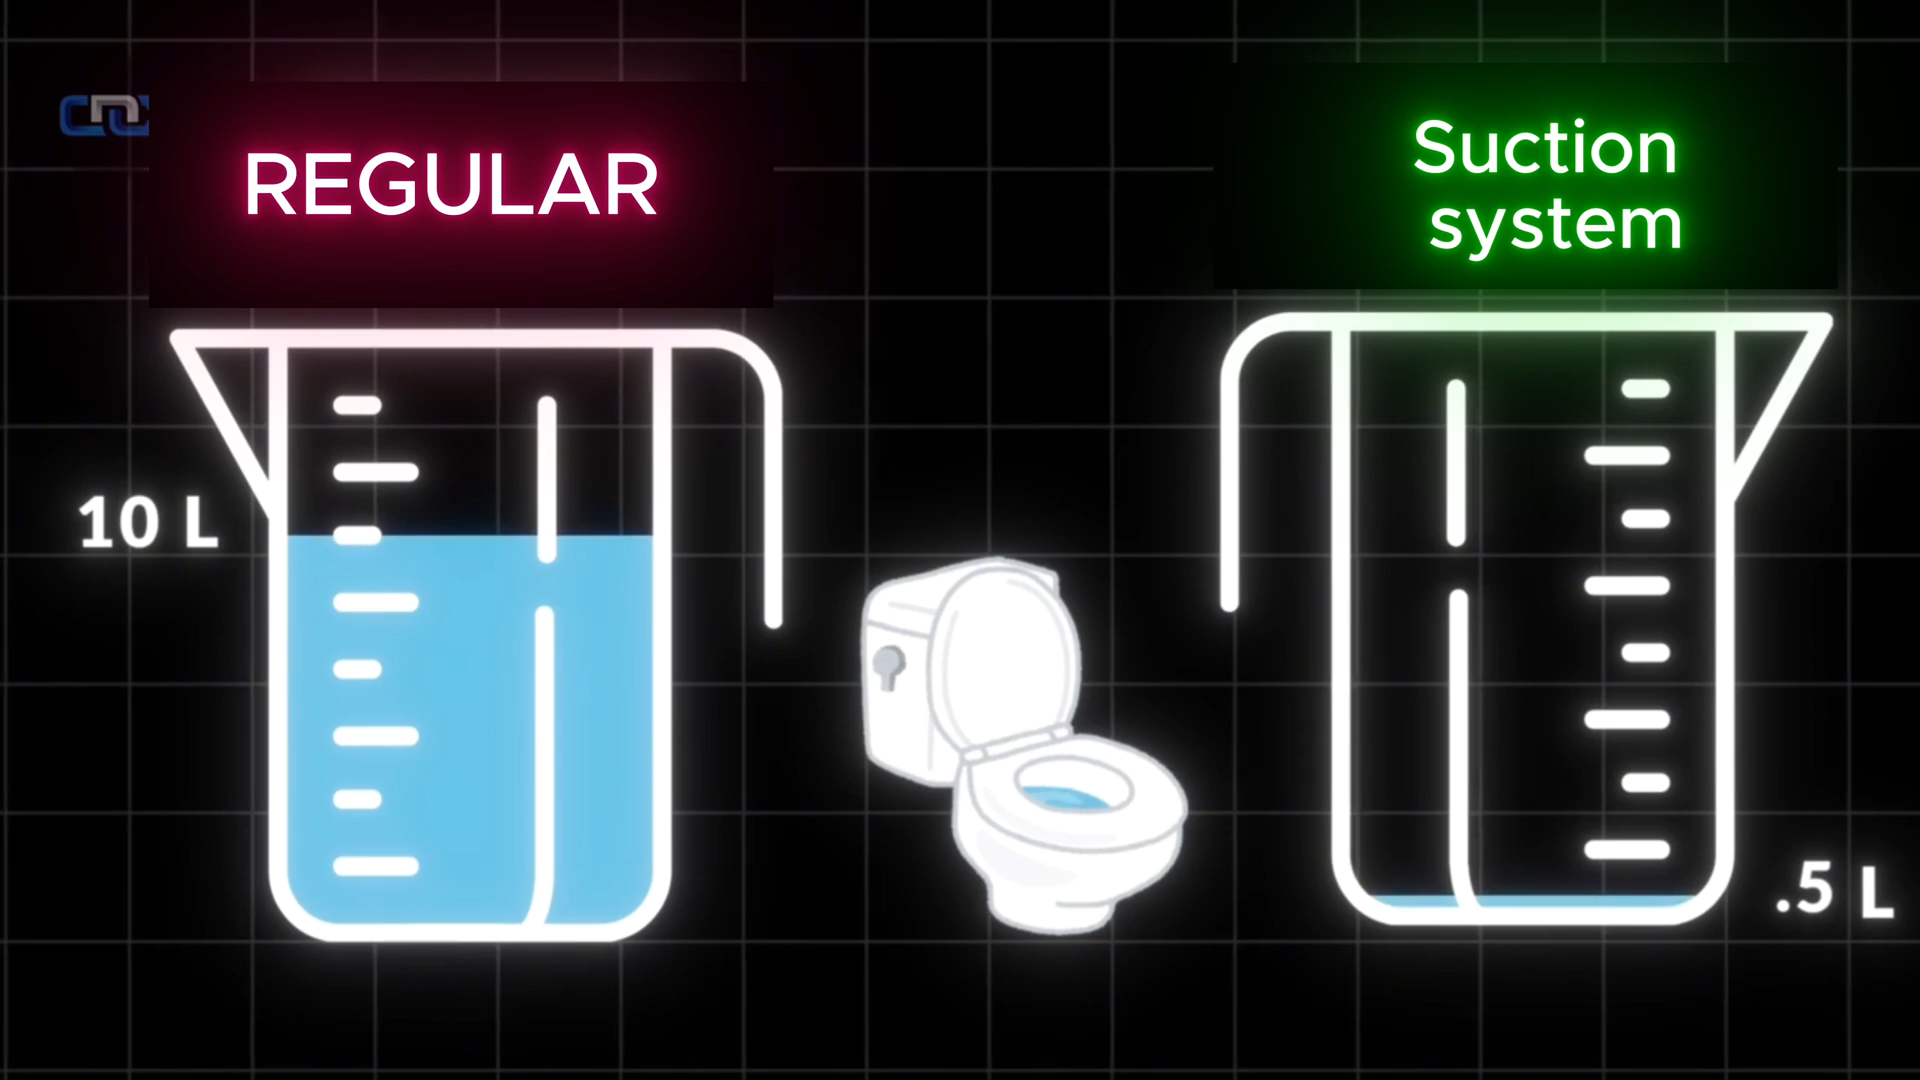 REGULAR
Suction
system
10 L
.5 L